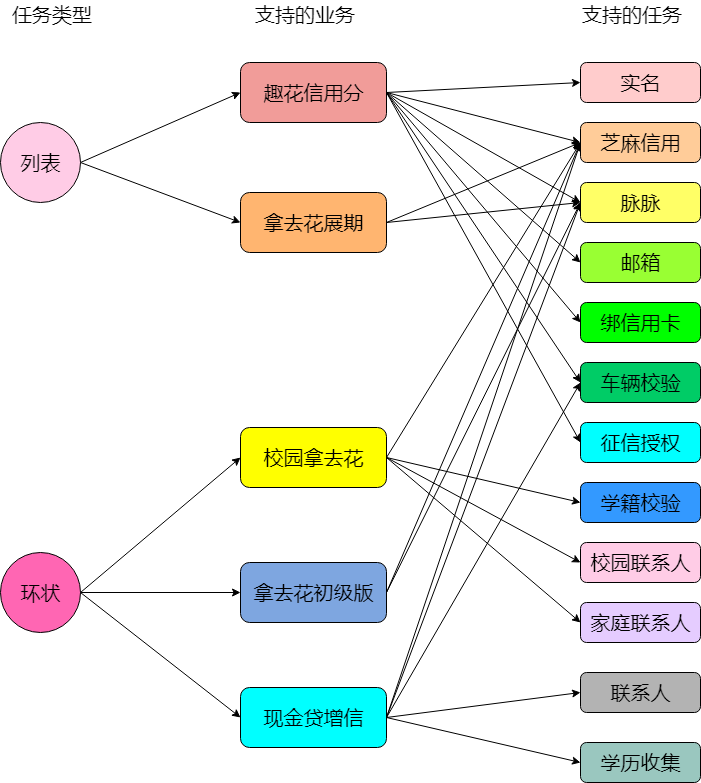 任务类型
支持的业务
支持的任务
趣花信用分
实名
列表
芝麻信用
拿去花展期
脉脉
邮箱
绑信用卡
车辆校验
校园拿去花
征信授权
学籍校验
环状
拿去花初级版
校园联系人
家庭联系人
现金贷增信
联系人
学历收集